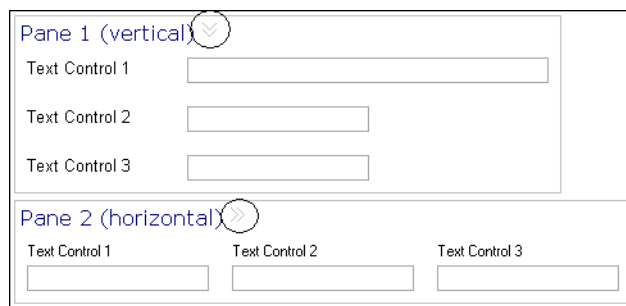 Pane 1 (vertical)
Text Control 1
Text Control 2
Text Control 3
Pane 2 (horizontal)
Text Control 1 Text Control 2 Text Control 3